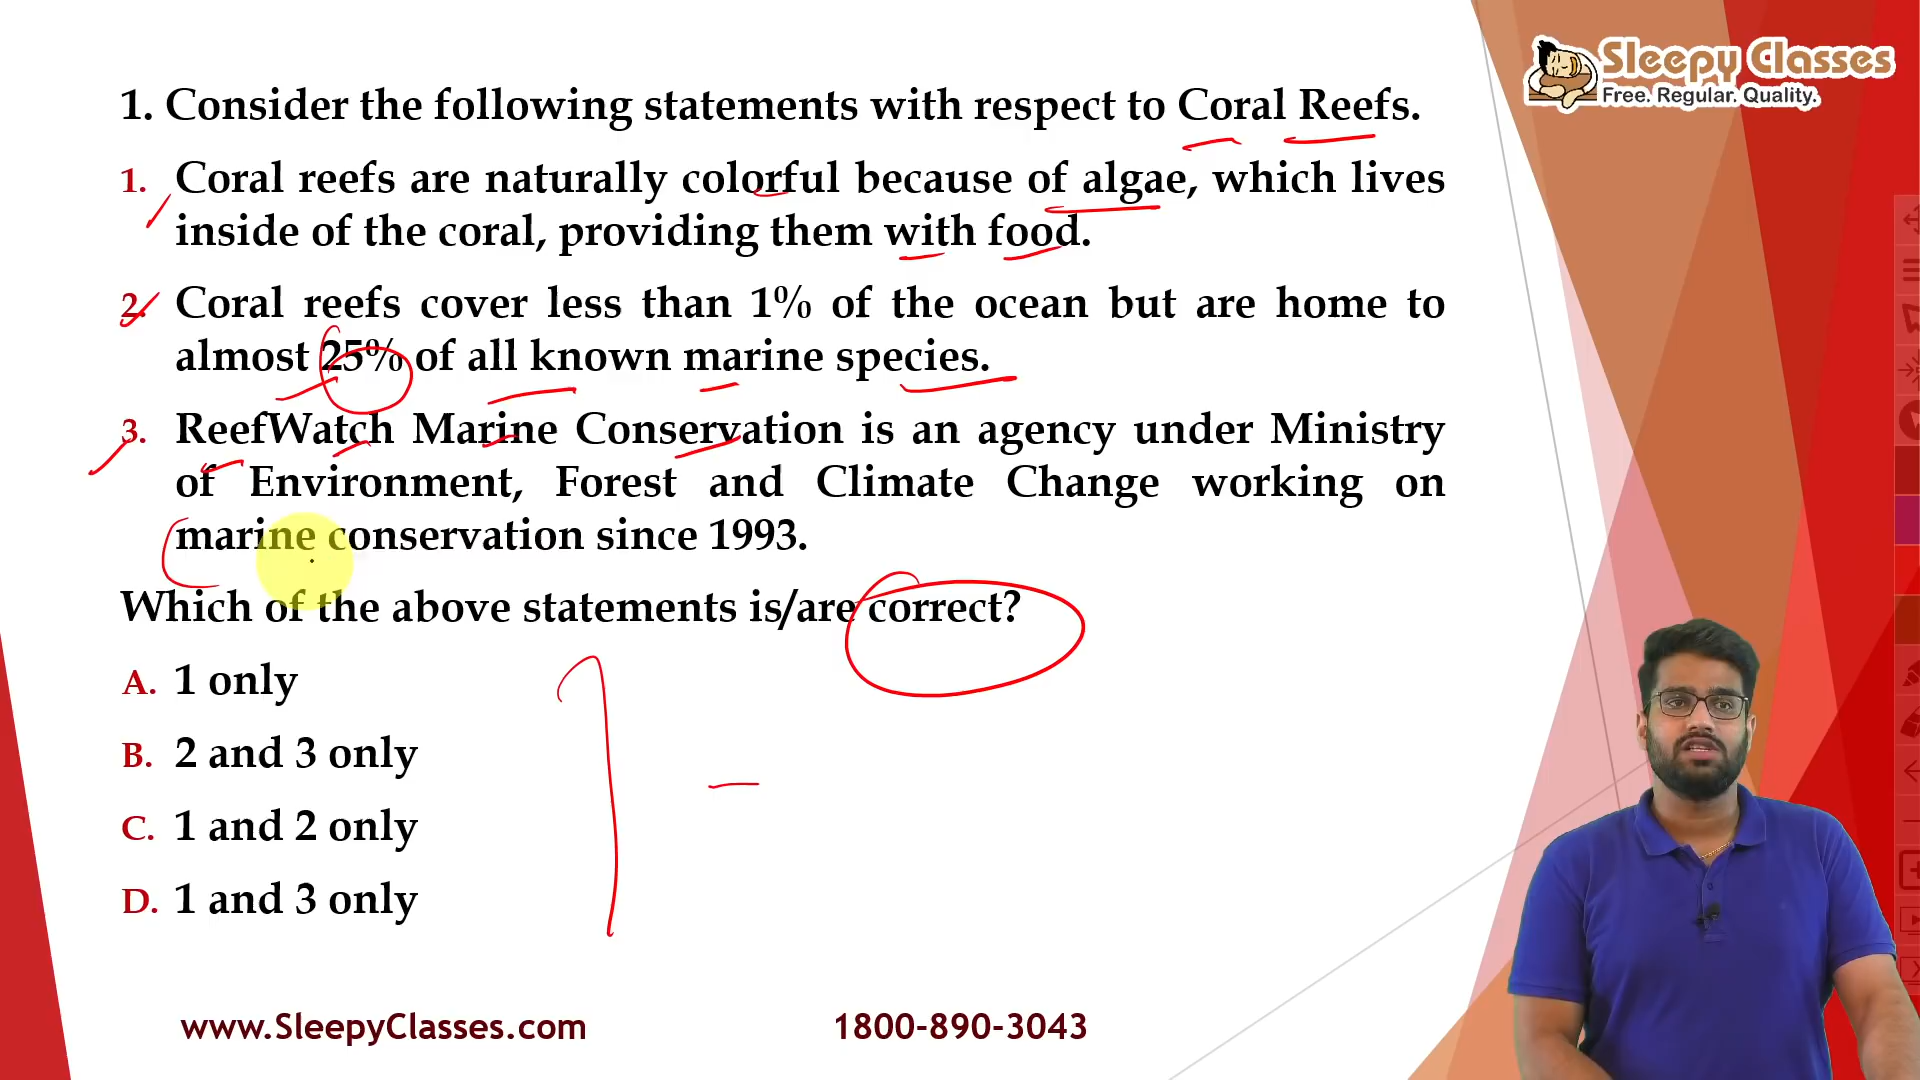 Sleepy Classes
Free. Regular. Quality.
1. Consider the following statements with respect to Coral Reefs.
1. Coral reefs are naturally colorful because of algae, which lives
inside of the coral, providing them with food.
2. Coral reefs cover less than 1% of the ocean but are home to
almost 25% of all known marine species.
3. ReefWatch Marine Conservation is an agency under Ministry
of Environment, Forest and Climate Change working on
marine conservation since 1993.
Which of the above statements is/are correct?
A. 1 only
B. 2 and 3 only
C. 1 and 2 only
D. 1 and 3 only
www.SleepyClasses.com
1800-890-3043